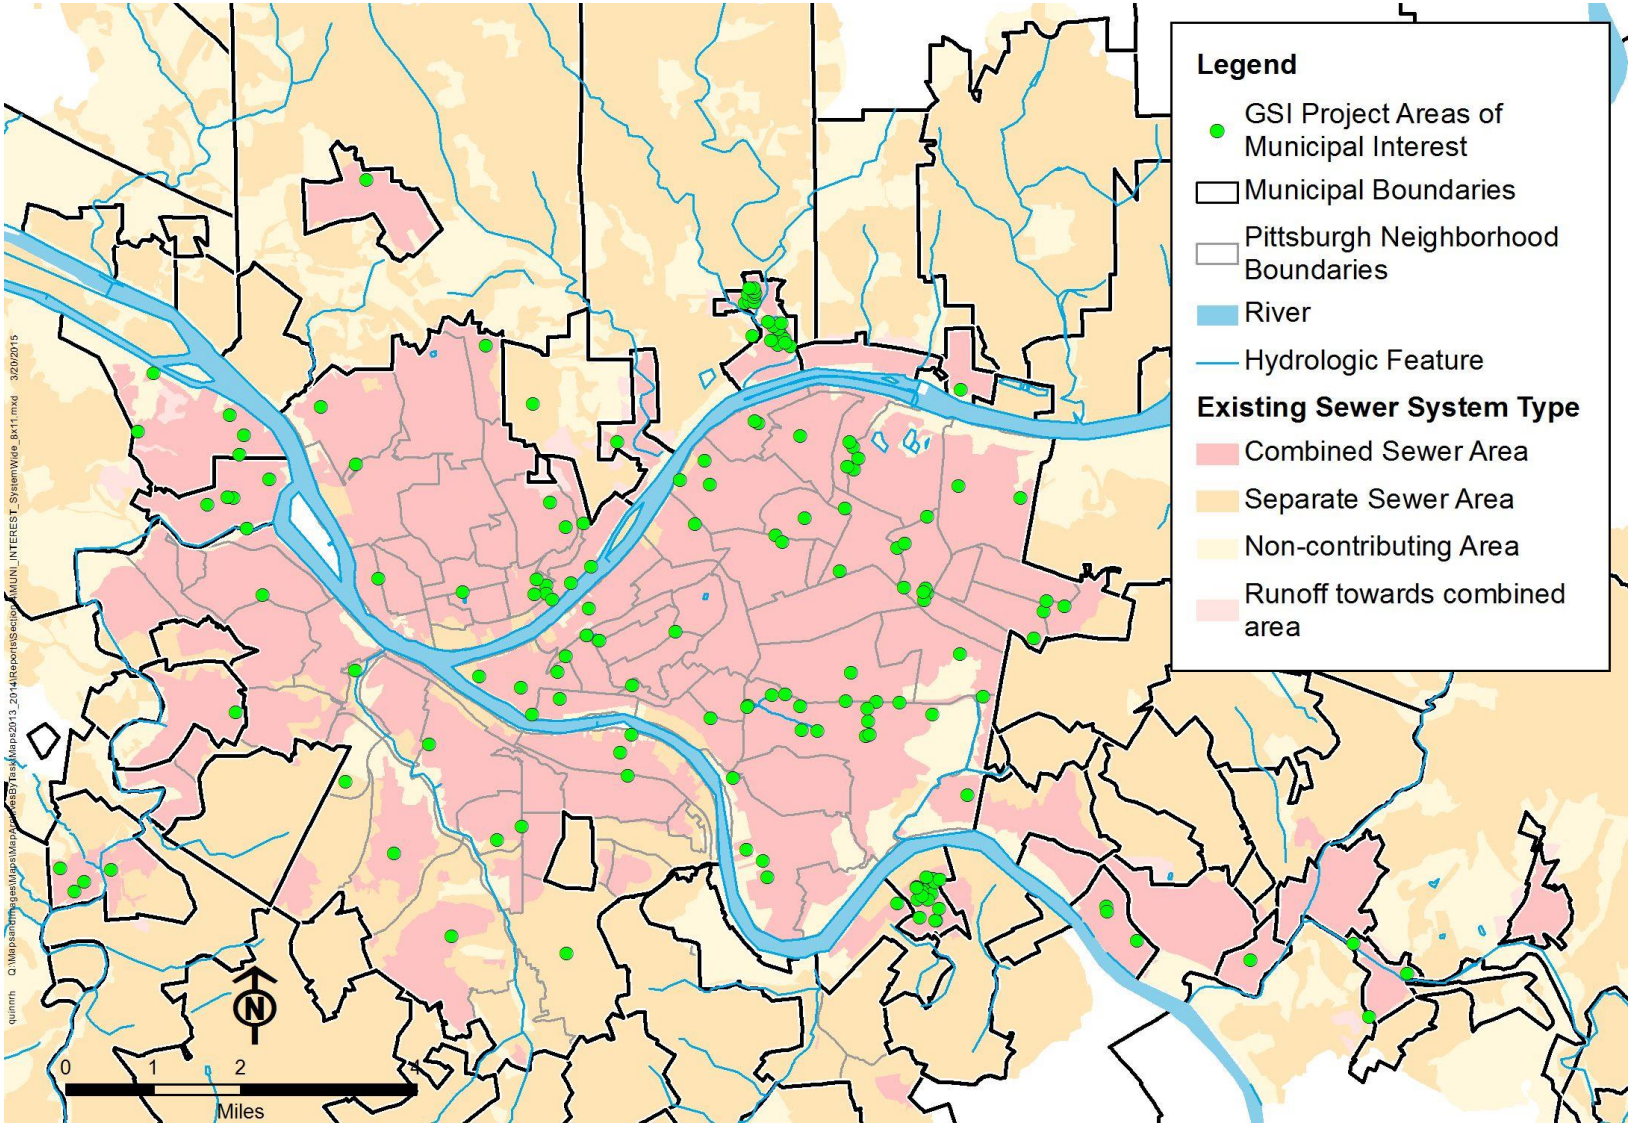 Legend
GSI Project Areas of
Municipal Interest
Municipal Boundaries
Pittsburgh Neighborhood
Boundaries
River
Hydrologic Feature
Existing Sewer System Type
Combined Sewer Area
Separate Sewer Area
Non-contributing Area
Runoff towards combined
area
N
0 1 2 4
Miles